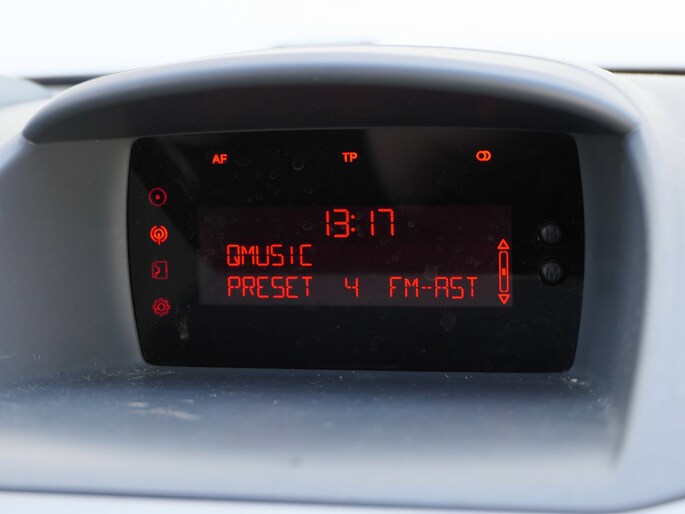 AF TP
13:17
QMUSIC
PRESET 4 FM-AST
H
M